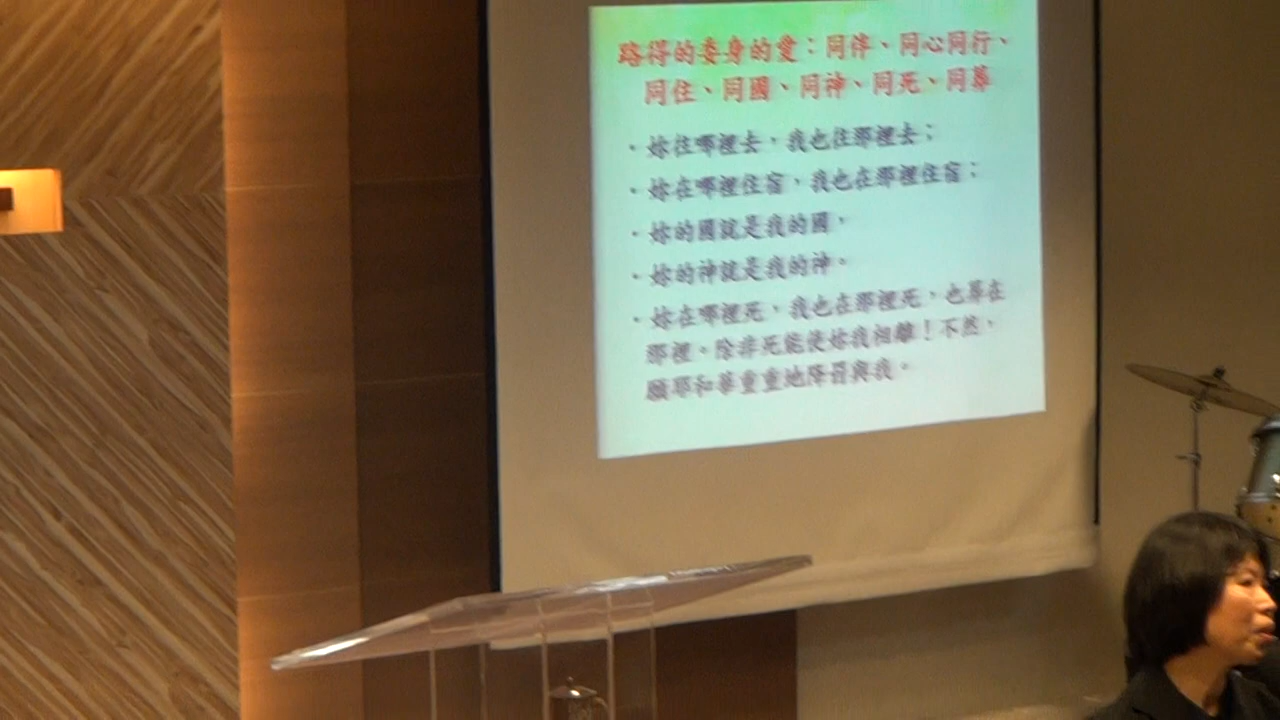 路得的委身的愛：同伴、同心同行、
同住、同國、同神、同死、同葬
・妳往哪裡去，我也往那裡去；
・妳在哪裡住宿，我也在那裡住宿；
・妳的國就是我的國，
・妳的神就是我的神。
・妳在哪裡死，我也在那裡死，也葬在
那裡。除非死能使妳我相離！不然，
願耶和華重重地降罰與我。